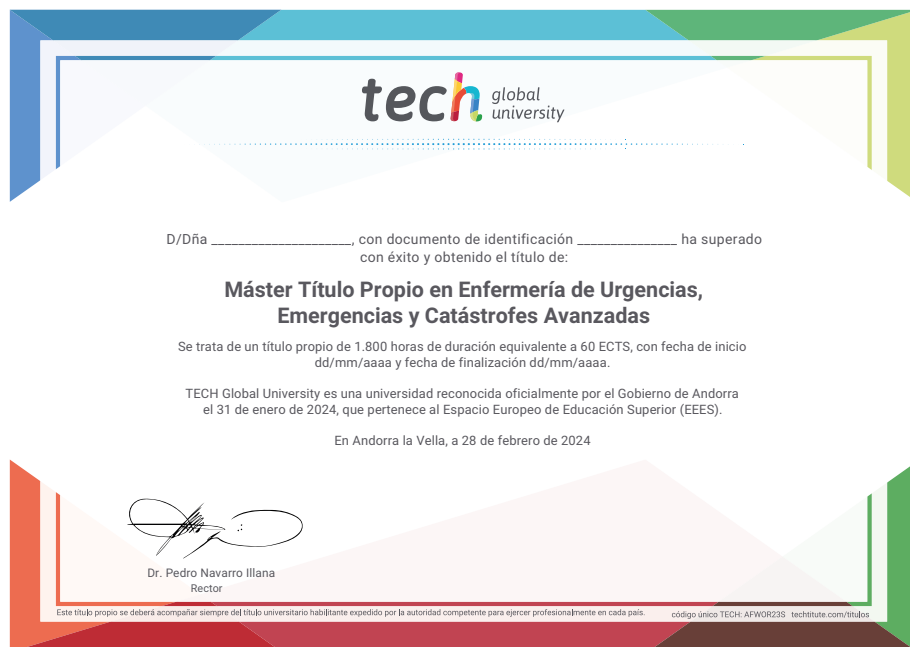 tech global university
D/Dña _____________________, con documento de identificación _______________ ha superado
con éxito y obtenido el título de:
Máster Título Propio en Enfermería de Urgencias,
Emergencias y Catástrofes Avanzadas
Se trata de un título propio de 1.800 horas de duración equivalente a 60 ECTS, con fecha de inicio
dd/mm/aaaa y fecha de finalización dd/mm/aaaa.
TECH Global University es una universidad reconocida oficialmente por el Gobierno de Andorra
el 31 de enero de 2024, que pertenece al Espacio Europeo de Educación Superior (EEES).
En Andorra la Vella, a 28 de febrero de 2024
Dr. Pedro Navarro Illana
Rector
Este título propio se deberá acompañar siempre del título universitario habilitante expedido por la autoridad competente para ejercer profesionalmente en cada país.
código único TECH: AFWOR23S techtitute.com/titulos